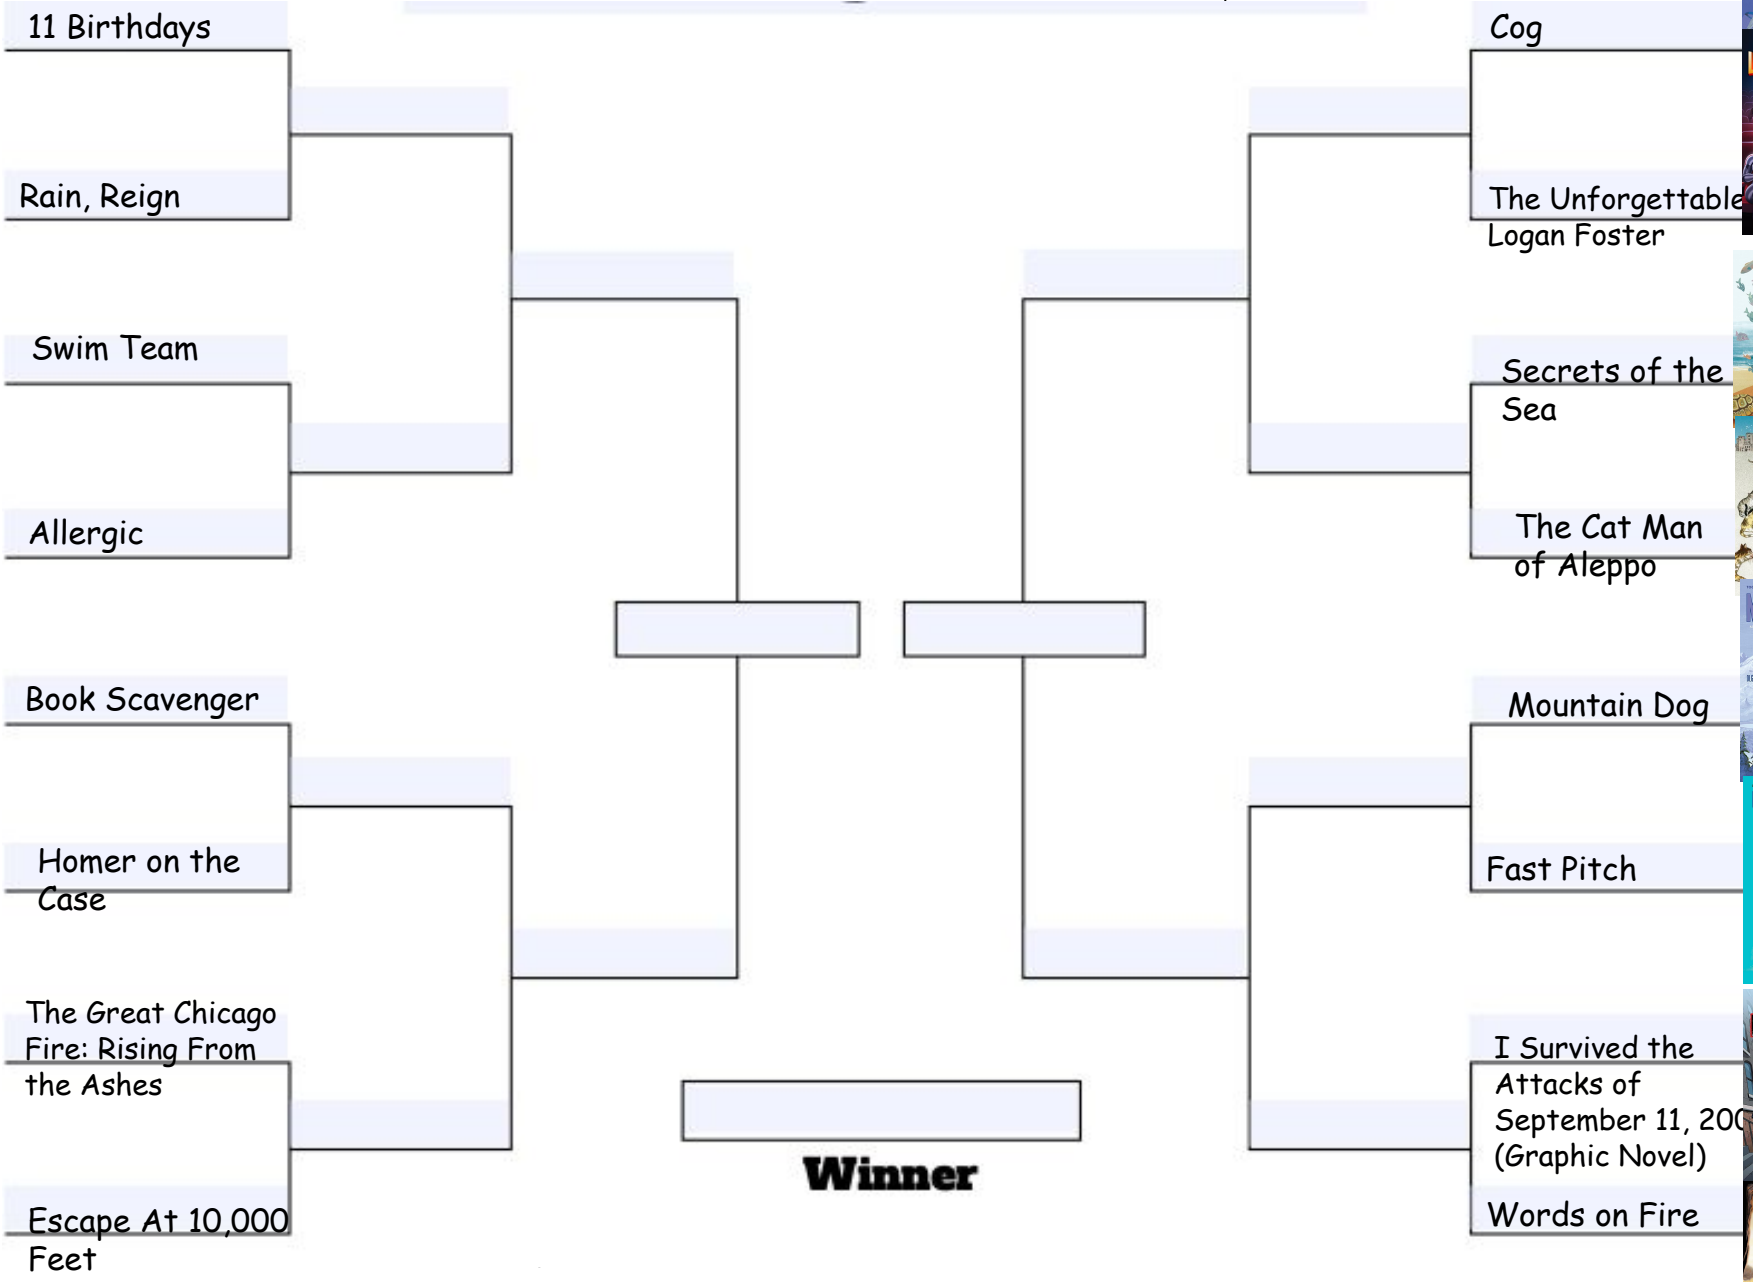 11 Birthdays
Rain, Reign
Swim Team
Allergic
Book Scavenger
Homer on the
Case
The Great Chicago
Fire: Rising From
the Ashes
Escape At 10,000
Feet
Cog
The Unforgettable
Logan Foster
Secrets of the
Sea
The Cat Man
of Aleppo
Mountain Dog
Fast Pitch
I Survived the
Attacks of
September 11,
(Graphic Novel)
Words on Fire
Winner